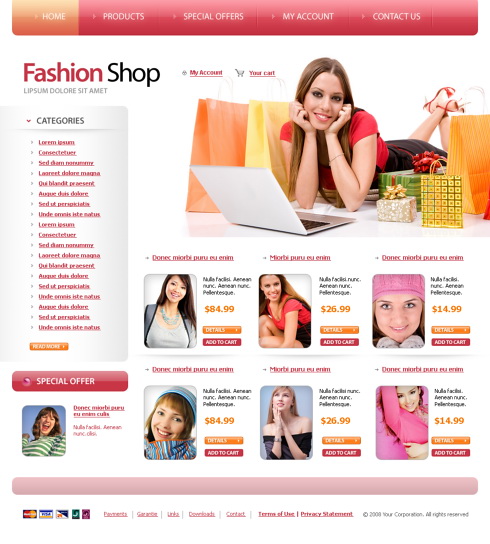 HOME PRODUCTS SPECIAL OFFERS MY ACCOUNT CONTACT US
Fashion Shop
LIPSUM DOLORE SIT AMET
My Account Your cart
CATEGORIES
Lorem ipsum
Consectetuer
Sed diam nonummy
Laoreet dolore magna
Qui blandit praesent
Augue duis dolore
Sed ut perspiciatis
Unde omnis iste natus
Lorem ipsum
Consectetuer
Sed diam nonummy
Laoreet dolore magna
Qui blandit praesent
Augue duis dolore
Sed ut perspiciatis
Unde omnis iste natus
Augue duis dolore
Sed ut perspiciatis
Unde omnis iste natus
READ MORE
SPECIAL OFFER
Donec miorbi puru
eu enim culis
Nulla facilisi. Aenean
nunc. clisi.
Donec miorbi puru eu enim
Nulla facilisi. Aenean
nunc. Aenean nunc.
Pellentesque.
$84.99
DETAILS
ADD TO CART
Miorbi puru eu enim
Nulla facilisi nunc.
Aenean nunc.
Pellentesque.
$26.99
DETAILS
ADD TO CART
Donec miorbi puru eu enim
Nulla facilisi. Aenean
nunc. Aenean nunc.
Pellentesque.
$14.99
DETAILS
ADD TO CART
Donec miorbi puru eu enim
Nulla facilisi. Aenean
nunc. Aenean nunc.
Pellentesque.
$84.99
DETAILS
ADD TO CART
Miorbi puru eu enim
Nulla facilisi nunc.
Aenean nunc.
Pellentesque.
$26.99
DETAILS
ADD TO CART
Donec miorbi puru eu enim
Nulla facilisi. Aenean
nunc. Aenean nunc.
Pellentesque.
$14.99
DETAILS
ADD TO CART
Payments | Garantie | Links | Downloads | Contact | Terms of Use | Privacy Statement. © 2008 Your Corporation. All rights reserved